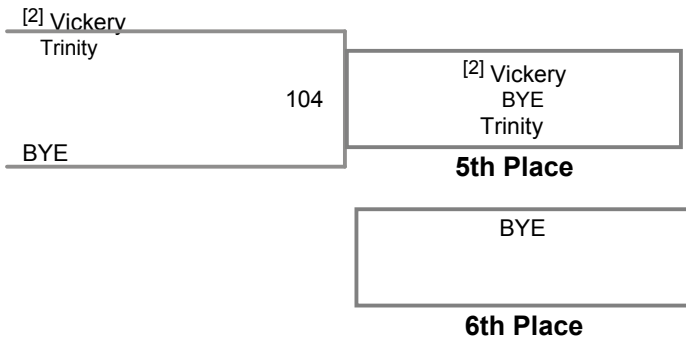 [2] Vickery
Trinity
104
BYE
[2] Vickery
BYE
Trinity
5th Place
BYE
6th Place